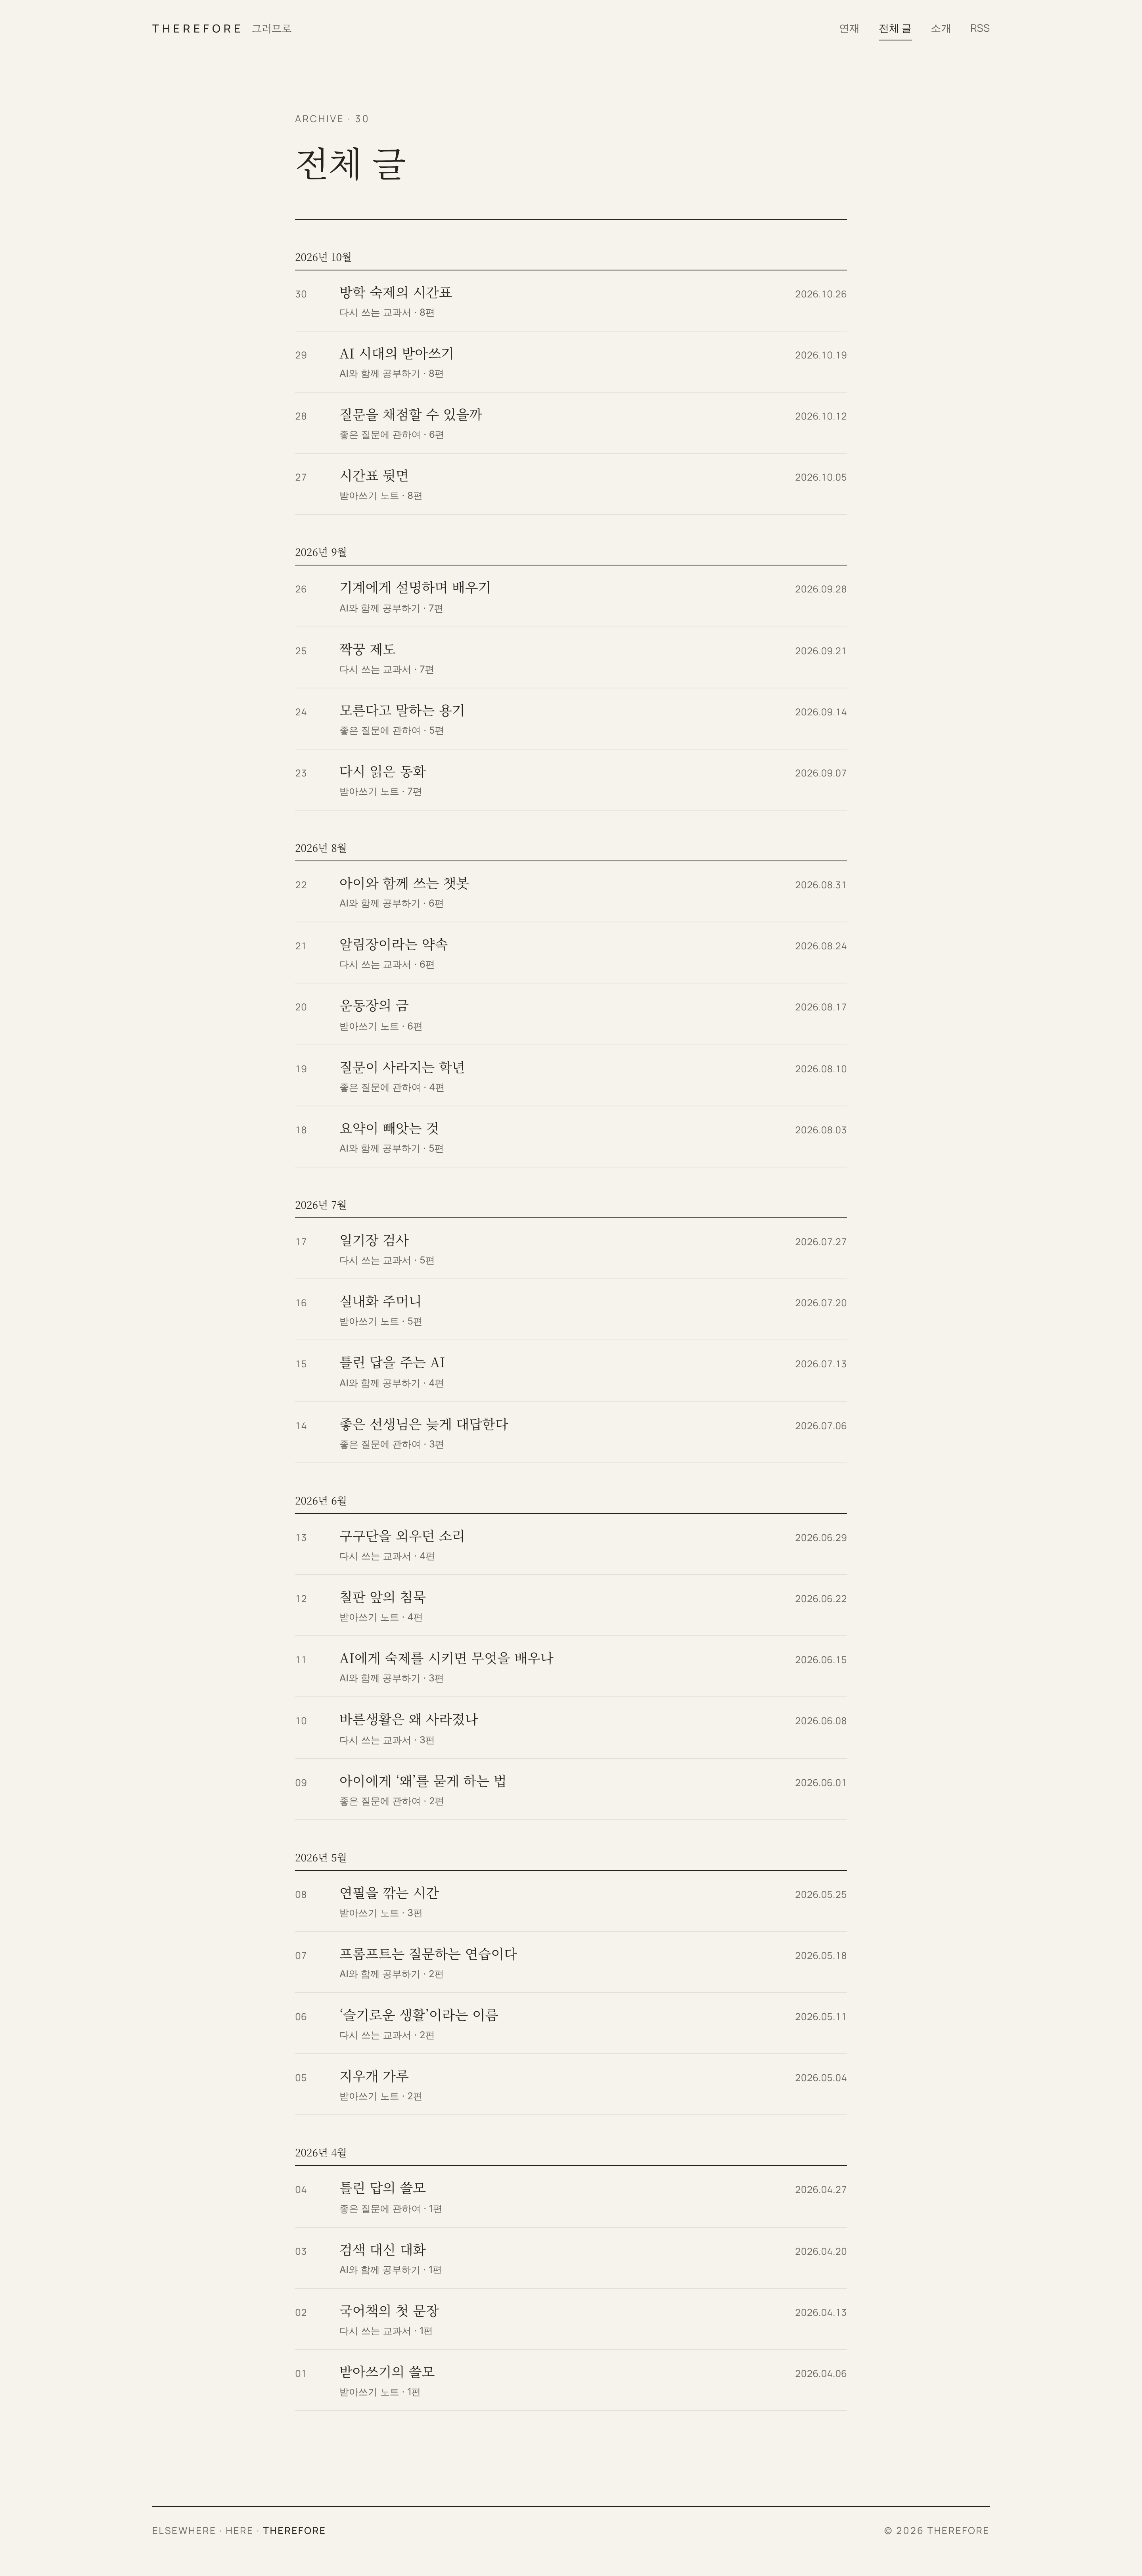 THEREFORE 그러므로
연재 전체 글 소개 RSS
ARCHIVE · 30
전체 글
2026년 10월
30 방학 숙제의 시간표 2026.10.26
다시 쓰는 교과서 · 8편
29 AI 시대의 받아쓰기 2026.10.19
AI와 함께 공부하기 · 8편
28 질문을 채점할 수 있을까 2026.10.12
좋은 질문에 관하여 · 6편
27 시간표 뒷면 2026.10.05
받아쓰기 노트 · 8편
2026년 9월
26 기계에게 설명하며 배우기 2026.09.28
AI와 함께 공부하기 · 7편
25 짝꿍 제도 2026.09.21
다시 쓰는 교과서 · 7편
24 모른다고 말하는 용기 2026.09.14
좋은 질문에 관하여 · 5편
23 다시 읽은 동화 2026.09.07
받아쓰기 노트 · 7편
2026년 8월
22 아이와 함께 쓰는 챗봇 2026.08.31
AI와 함께 공부하기 · 6편
21 알림장이라는 약속 2026.08.24
다시 쓰는 교과서 · 6편
20 운동장의 금 2026.08.17
받아쓰기 노트 · 6편
19 질문이 사라지는 학년 2026.08.10
좋은 질문에 관하여 · 4편
18 요약이 빼앗는 것 2026.08.03
AI와 함께 공부하기 · 5편
2026년 7월
17 일기장 검사 2026.07.27
다시 쓰는 교과서 · 5편
16 실내화 주머니 2026.07.20
받아쓰기 노트 · 5편
15 틀린 답을 주는 AI 2026.07.13
AI와 함께 공부하기 · 4편
14 좋은 선생님은 늦게 대답한다 2026.07.06
좋은 질문에 관하여 · 3편
2026년 6월
13 구구단을 외우던 소리 2026.06.29
다시 쓰는 교과서 · 4편
12 칠판 앞의 침묵 2026.06.22
받아쓰기 노트 · 4편
11 AI에게 숙제를 시키면 무엇을 배우나 2026.06.15
AI와 함께 공부하기 · 3편
10 바른생활은 왜 사라졌나 2026.06.08
다시 쓰는 교과서 · 3편
09 아이에게 ‘왜’를 묻게 하는 법 2026.06.01
좋은 질문에 관하여 · 2편
2026년 5월
08 연필을 깎는 시간 2026.05.25
받아쓰기 노트 · 3편
07 프롬프트는 질문하는 연습이다 2026.05.18
AI와 함께 공부하기 · 2편
06 ‘슬기로운 생활’이라는 이름 2026.05.11
다시 쓰는 교과서 · 2편
05 지우개 가루 2026.05.04
받아쓰기 노트 · 2편
2026년 4월
04 틀린 답의 쓸모 2026.04.27
좋은 질문에 관하여 · 1편
03 검색 대신 대화 2026.04.20
AI와 함께 공부하기 · 1편
02 국어책의 첫 문장 2026.04.13
다시 쓰는 교과서 · 1편
01 받아쓰기의 쓸모 2026.04.06
받아쓰기 노트 · 1편
ELSEWHERE · HERE · THEREFORE
© 2026 THEREFORE